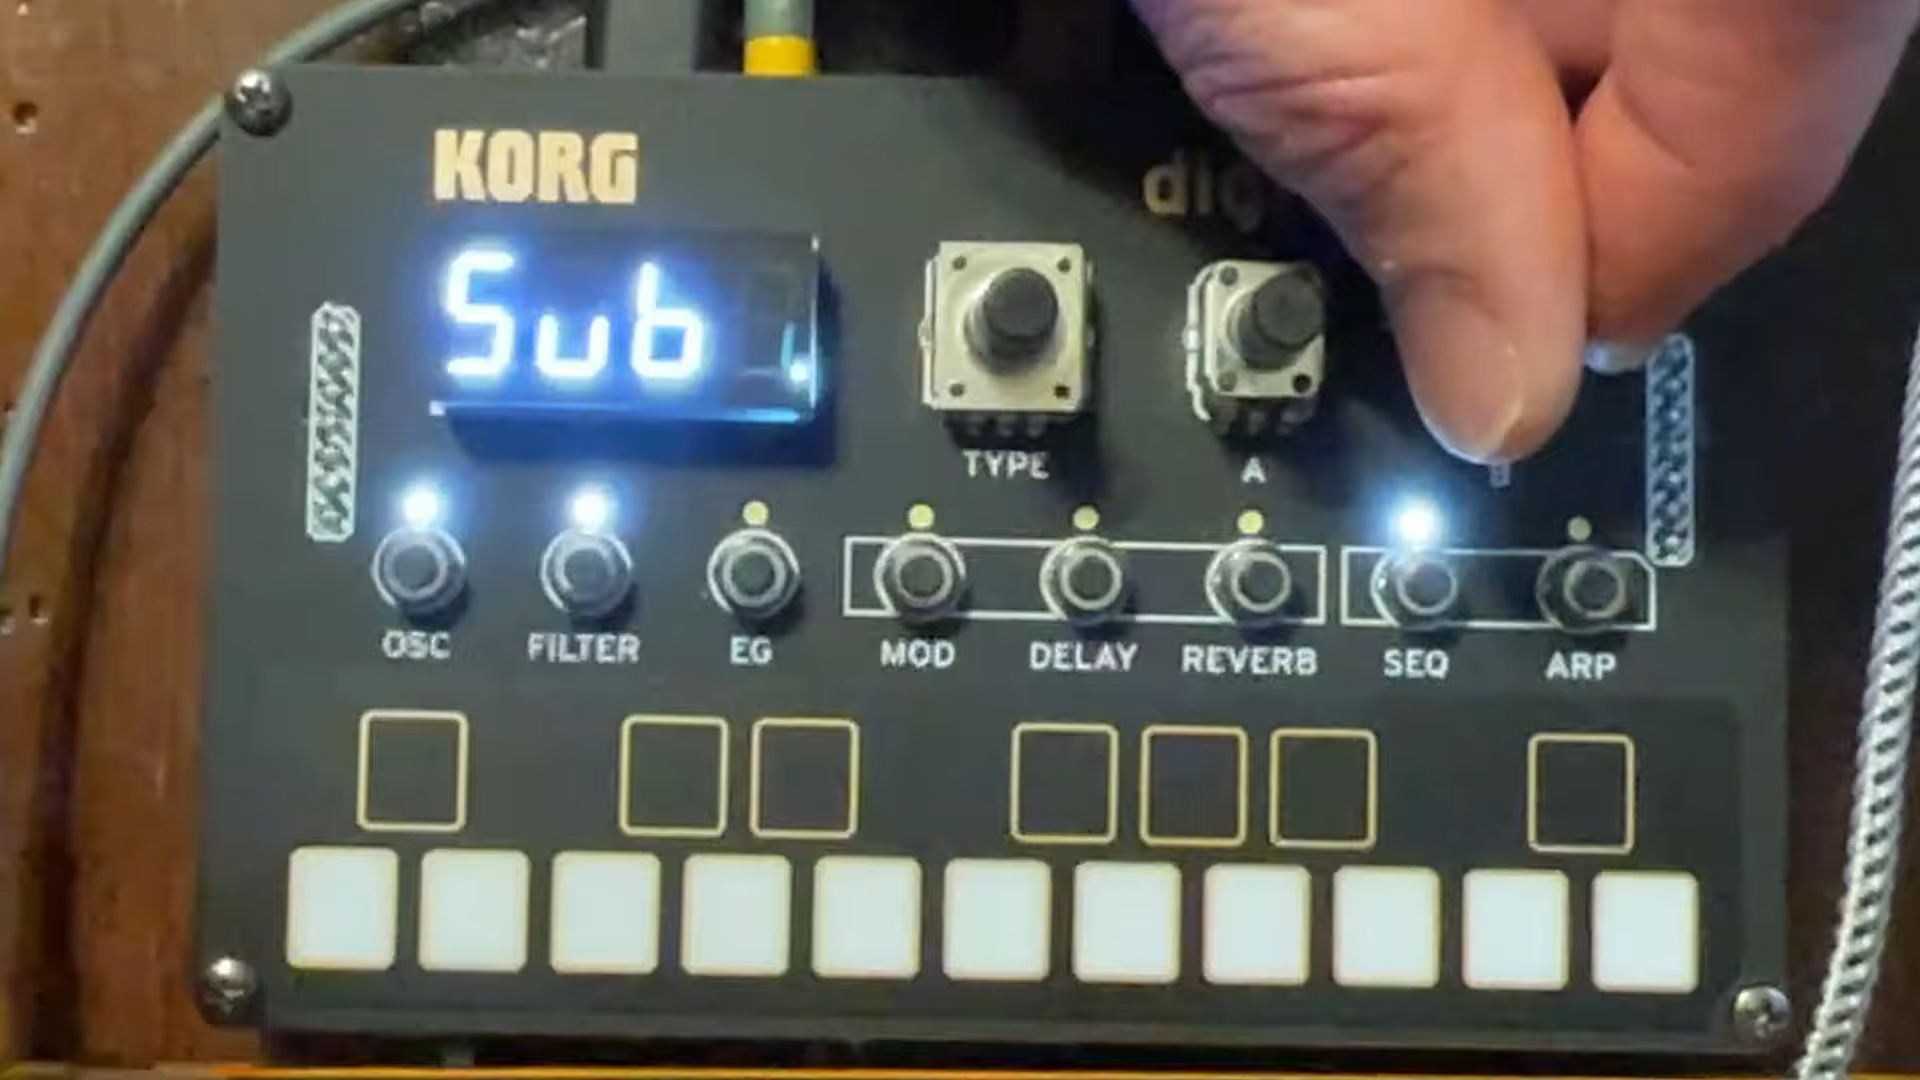 KORG
Sub
TYPE
A
OSC
FILTER
EG
MOD
DELAY
REVERB
SEQ
ARP